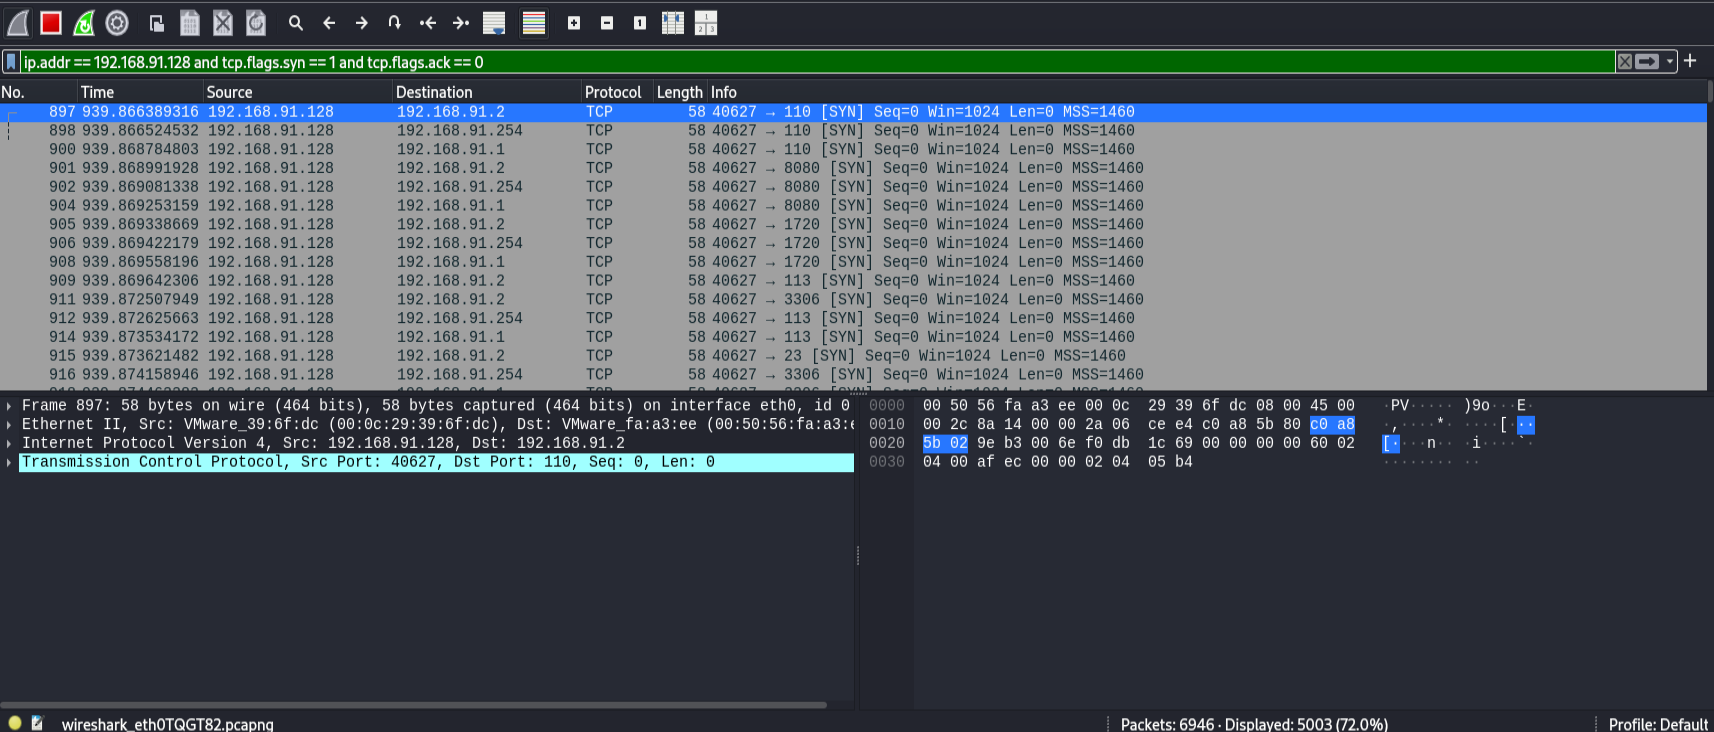 ip.addr == 192.168.91.128 and tcp.flags.syn == 1 and tcp.flags.ack == 0
No. Time Source Destination Protocol Length Info
897 939.866389316 192.168.91.128 192.168.91.2 TCP 58 40627 → 110 [SYN] Seq=0 Win=1024 Len=0 MSS=1460
898 939.866524532 192.168.91.128 192.168.91.254 TCP 58 40627 → 110 [SYN] Seq=0 Win=1024 Len=0 MSS=1460
900 939.868784803 192.168.91.128 192.168.91.1 TCP 58 40627 → 110 [SYN] Seq=0 Win=1024 Len=0 MSS=1460
901 939.868991928 192.168.91.128 192.168.91.2 TCP 58 40627 → 8080 [SYN] Seq=0 Win=1024 Len=0 MSS=1460
902 939.869081338 192.168.91.128 192.168.91.254 TCP 58 40627 → 8080 [SYN] Seq=0 Win=1024 Len=0 MSS=1460
904 939.869253159 192.168.91.128 192.168.91.1 TCP 58 40627 → 8080 [SYN] Seq=0 Win=1024 Len=0 MSS=1460
905 939.869338669 192.168.91.128 192.168.91.2 TCP 58 40627 → 1720 [SYN] Seq=0 Win=1024 Len=0 MSS=1460
906 939.869422179 192.168.91.128 192.168.91.254 TCP 58 40627 → 1720 [SYN] Seq=0 Win=1024 Len=0 MSS=1460
908 939.869558196 192.168.91.128 192.168.91.1 TCP 58 40627 → 1720 [SYN] Seq=0 Win=1024 Len=0 MSS=1460
909 939.869642306 192.168.91.128 192.168.91.2 TCP 58 40627 → 113 [SYN] Seq=0 Win=1024 Len=0 MSS=1460
911 939.872507949 192.168.91.128 192.168.91.2 TCP 58 40627 → 3306 [SYN] Seq=0 Win=1024 Len=0 MSS=1460
912 939.872625663 192.168.91.128 192.168.91.254 TCP 58 40627 → 113 [SYN] Seq=0 Win=1024 Len=0 MSS=1460
914 939.873534172 192.168.91.128 192.168.91.1 TCP 58 40627 → 113 [SYN] Seq=0 Win=1024 Len=0 MSS=1460
915 939.873621482 192.168.91.128 192.168.91.2 TCP 58 40627 → 23 [SYN] Seq=0 Win=1024 Len=0 MSS=1460
916 939.874158946 192.168.91.128 192.168.91.254 TCP 58 40627 → 3306 [SYN] Seq=0 Win=1024 Len=0 MSS=1460
Frame 897: 58 bytes on wire (464 bits), 58 bytes captured (464 bits) on interface eth0, id 0
Ethernet II, Src: VMware_39:6f:dc (00:0c:29:39:6f:dc), Dst: VMware_fa:a3:ee (00:50:56:fa:a3:e
Internet Protocol Version 4, Src: 192.168.91.128, Dst: 192.168.91.2
Transmission Control Protocol, Src Port: 40627, Dst Port: 110, Seq: 0, Len: 0
0000 00 50 56 fa a3 ee 00 0c 29 39 6f dc 08 00 45 00 ·PV····· )9o···E·
0010 00 2c 8a 14 00 00 2a 06 ce e4 c0 a8 5b 80 c0 a8 ·,····*· ····[···
0020 5b 02 9e b3 00 6e f0 db 1c 69 00 00 00 00 60 02 [····n·· ·i····`·
0030 04 00 af ec 00 00 02 04 05 b4 ········ ··
wireshark_eth0TQGT82.pcapng
Packets: 6946 · Displayed: 5003 (72.0%)
Profile: Default